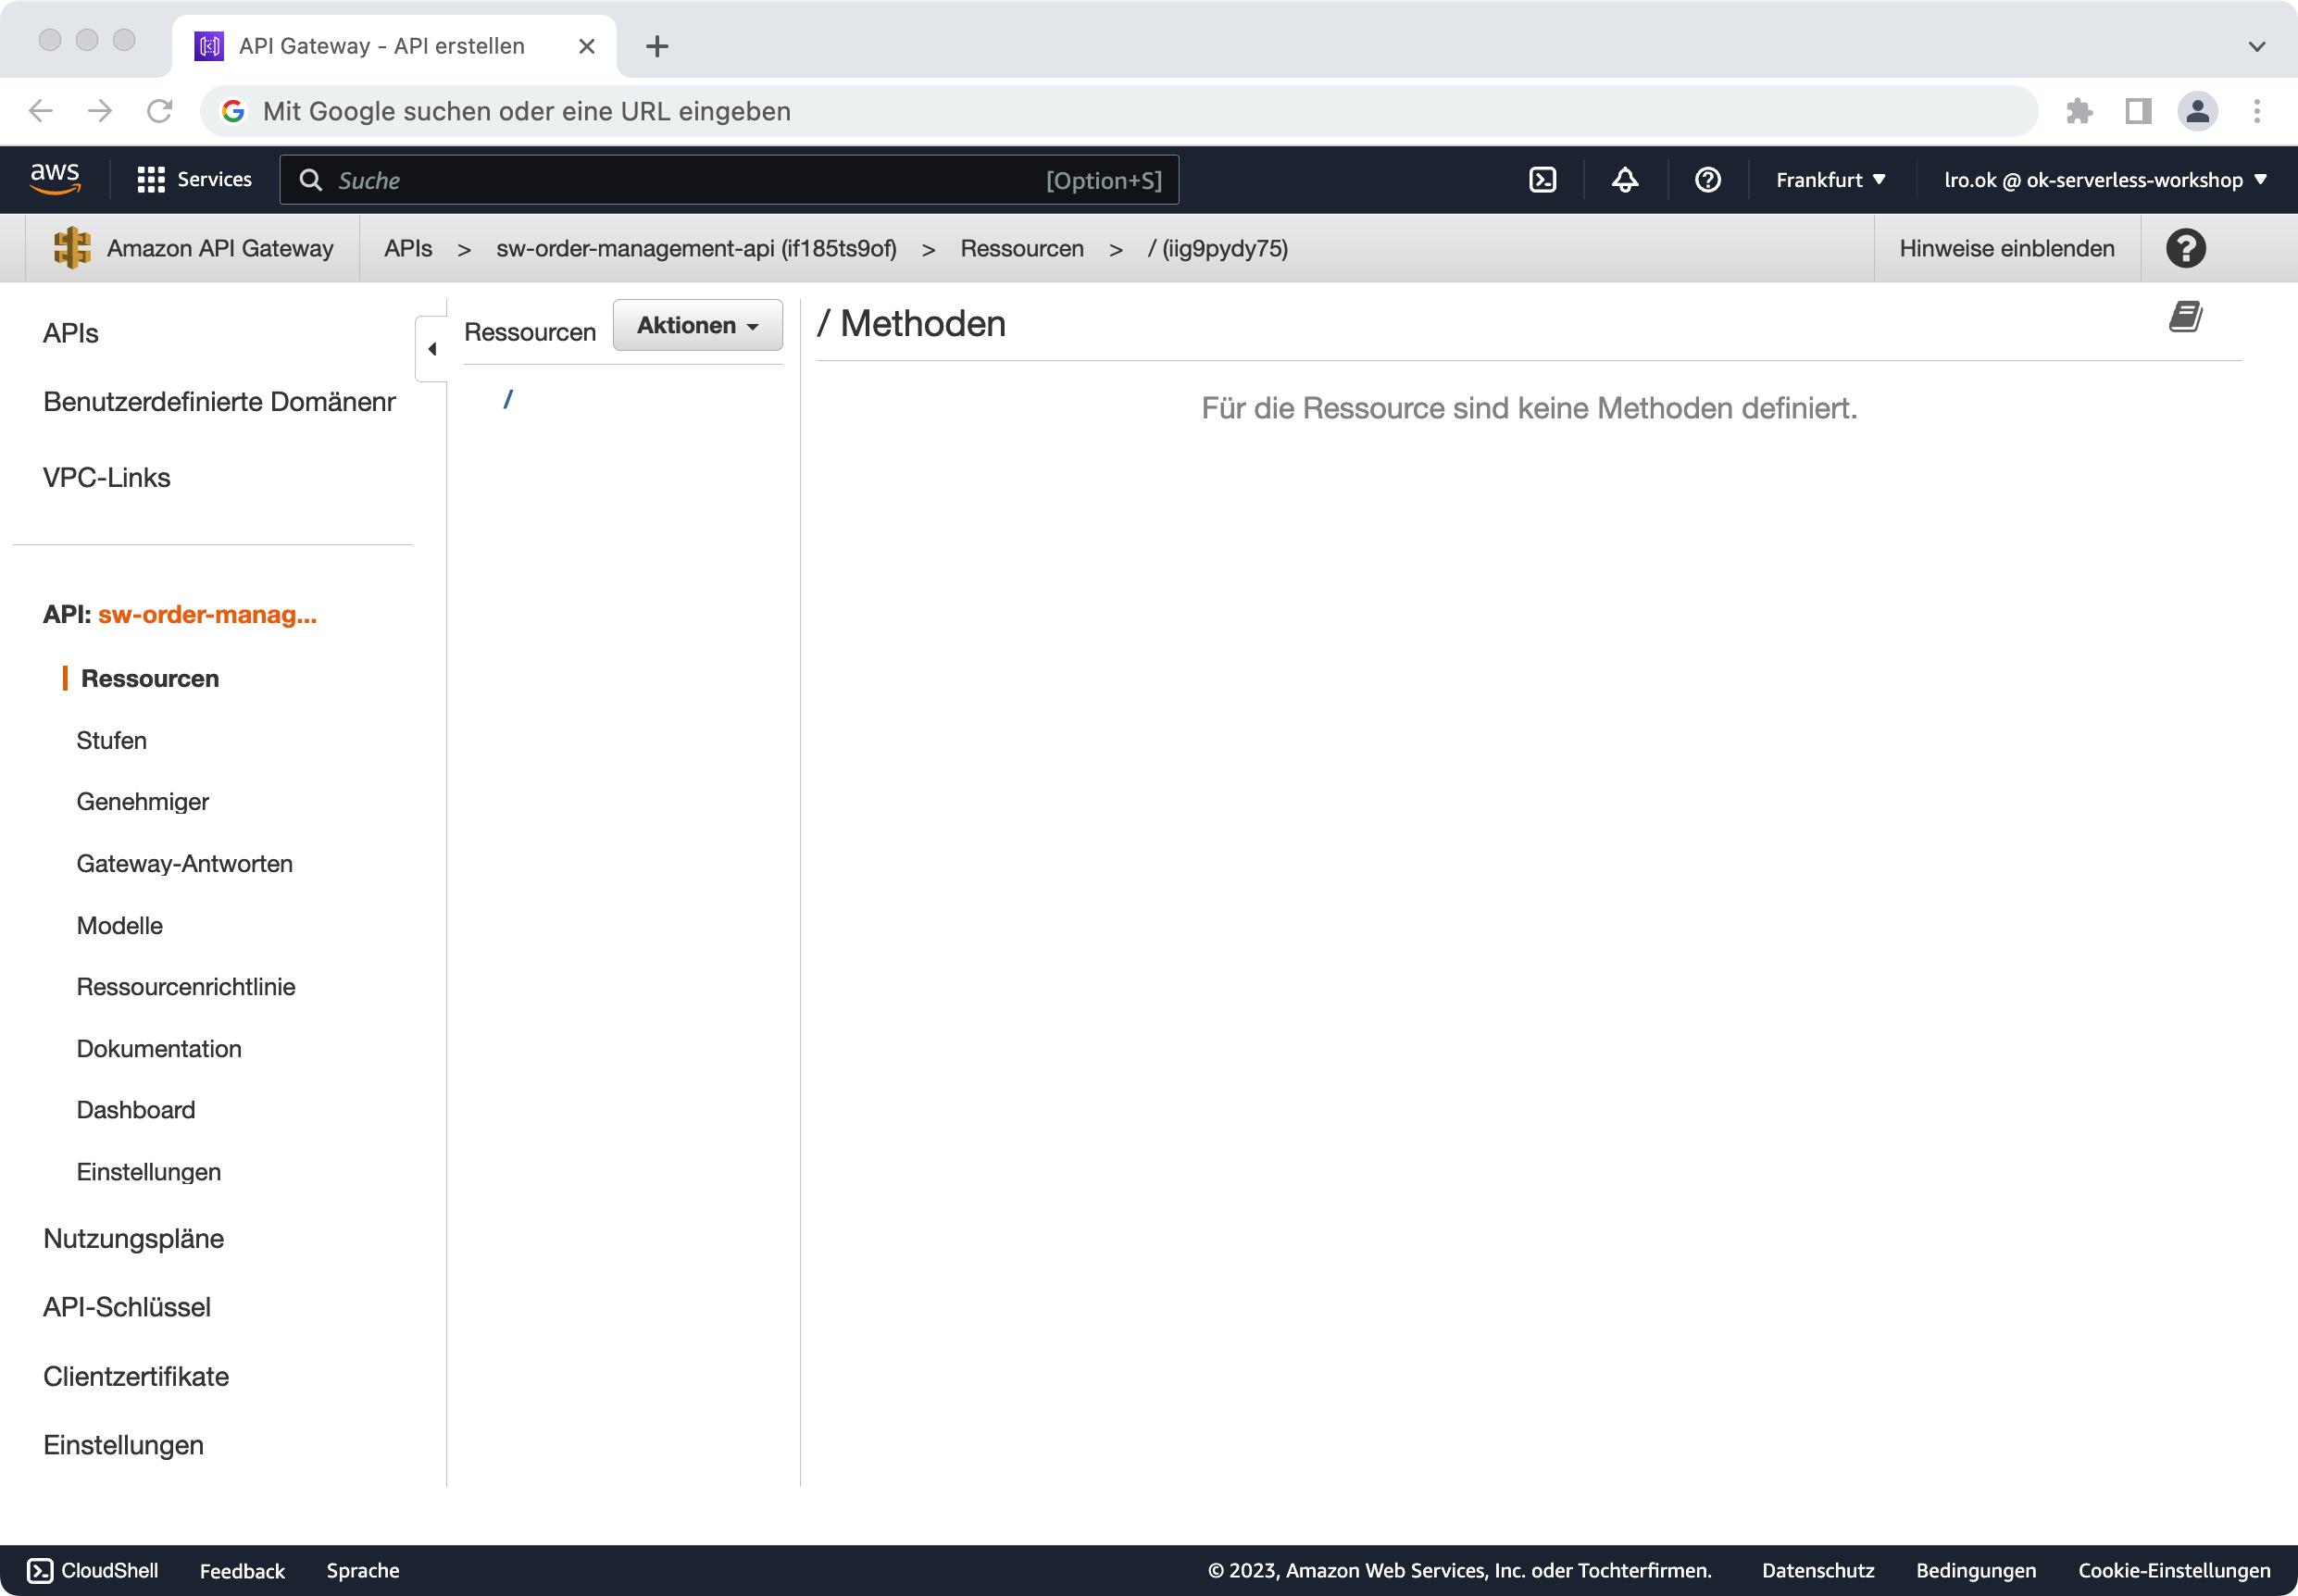 API Gateway - API erstellen
Mit Google suchen oder eine URL eingeben
aws
Services
Suche
[Option+S]
Frankfurt
lro.ok @ ok-serverless-workshop
Amazon API Gateway
APIs > sw-order-management-api (if185ts9of) > Ressourcen > / (iig9pydy75)
Hinweise einblenden
APIs
Benutzerdefinierte Domänenr
VPC-Links
API: sw-order-manag...
Ressourcen
Stufen
Genehmiger
Gateway-Antworten
Modelle
Ressourcenrichtlinie
Dokumentation
Dashboard
Einstellungen
Nutzungspläne
API-Schlüssel
Clientzertifikate
Einstellungen
Ressourcen
Aktionen
/
/ Methoden
Für die Ressource sind keine Methoden definiert.
CloudShell
Feedback
Sprache
© 2023, Amazon Web Services, Inc. oder Tochterfirmen.
Datenschutz
Bedingungen
Cookie-Einstellungen